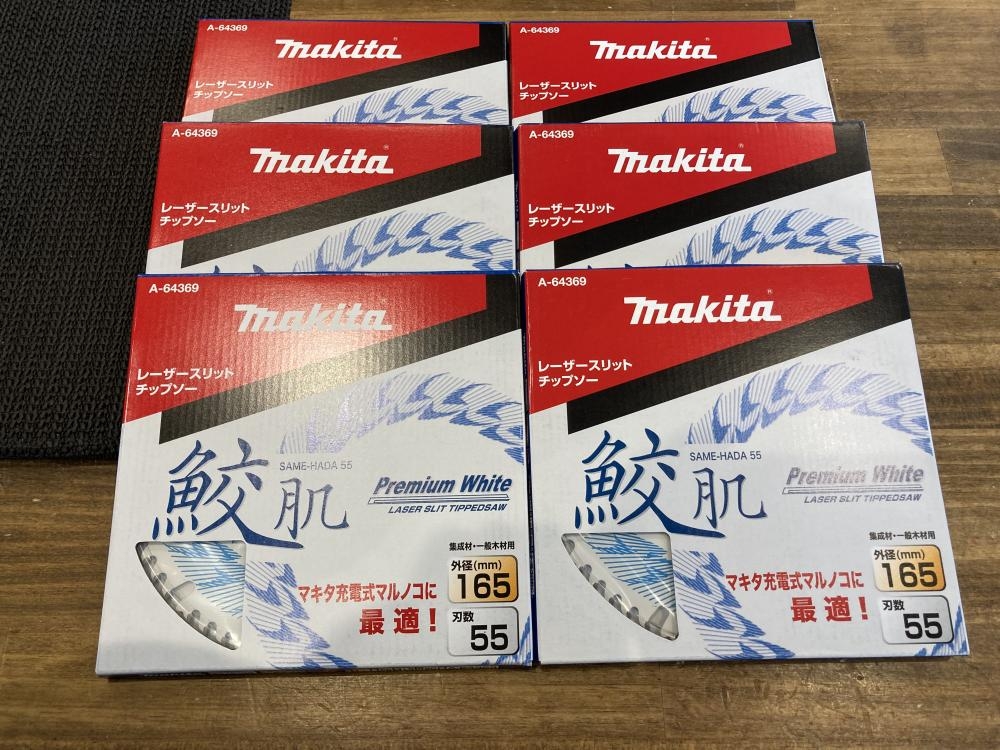 A-64369
makita®
レーザースリット
チップソー
A-64369
makita®
レーザースリット
チップソー
A-64369
makita®
レーザースリット
チップソー
A-64369
makita®
レーザースリット
チップソー
A-64369
makita®
レーザースリット
チップソー
鮫肌
SAME-HADA 55
Premium White
LASER SLIT TIPPEDSAW
集成材・一般木材用
外径(mm)
165
マキタ充電式マルノコに
最適!
刃数
55
A-64369
makita®
レーザースリット
チップソー
鮫肌
SAME-HADA 55
Premium White
LASER SLIT TIPPEDSAW
集成材・一般木材用
外径(mm)
165
マキタ充電式マルノコに
最適!
刃数
55